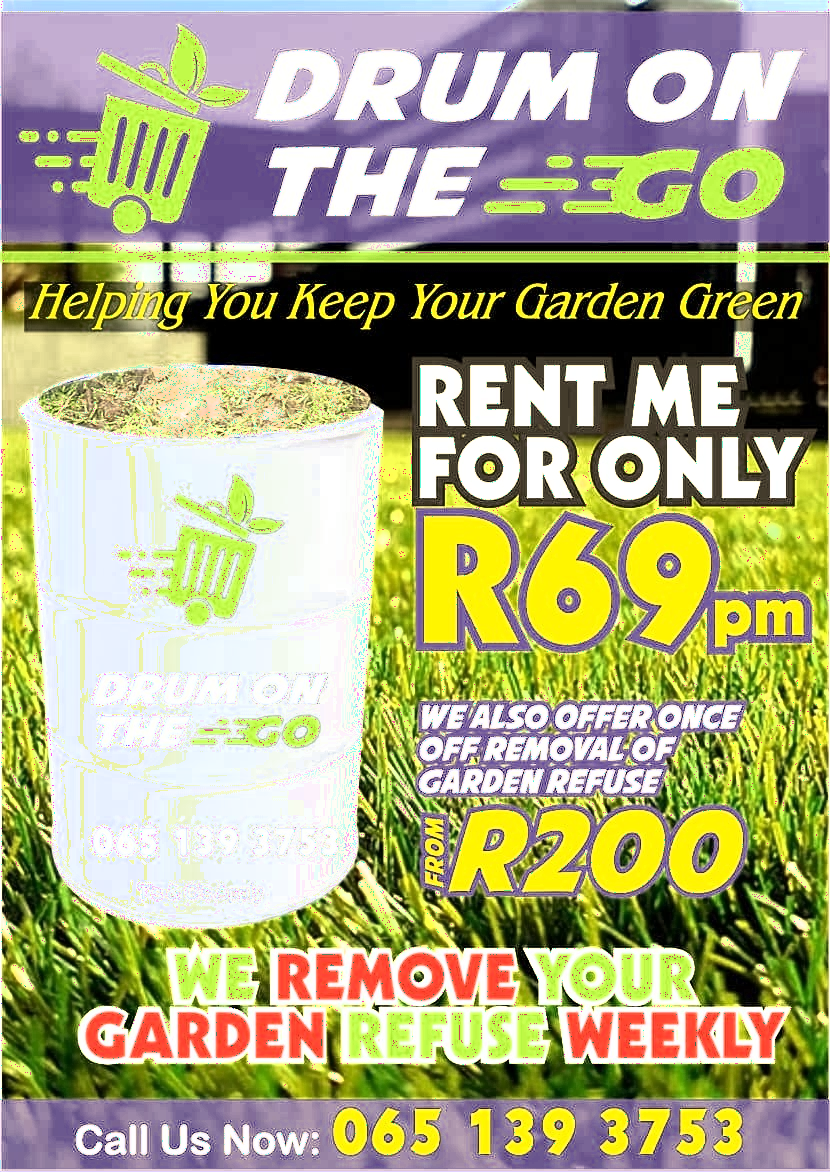 DRUM ON
THE GO
Helping You Keep Your Garden Green
RENT ME
FOR ONLY
R69pm
DRUM ON
THE GO
065 139 3753
WE ALSO OFFER ONCE
OFF REMOVAL OF
GARDEN REFUSE
FROM R200
WE REMOVE YOUR
GARDEN REFUSE WEEKLY
Call Us Now: 065 139 3753